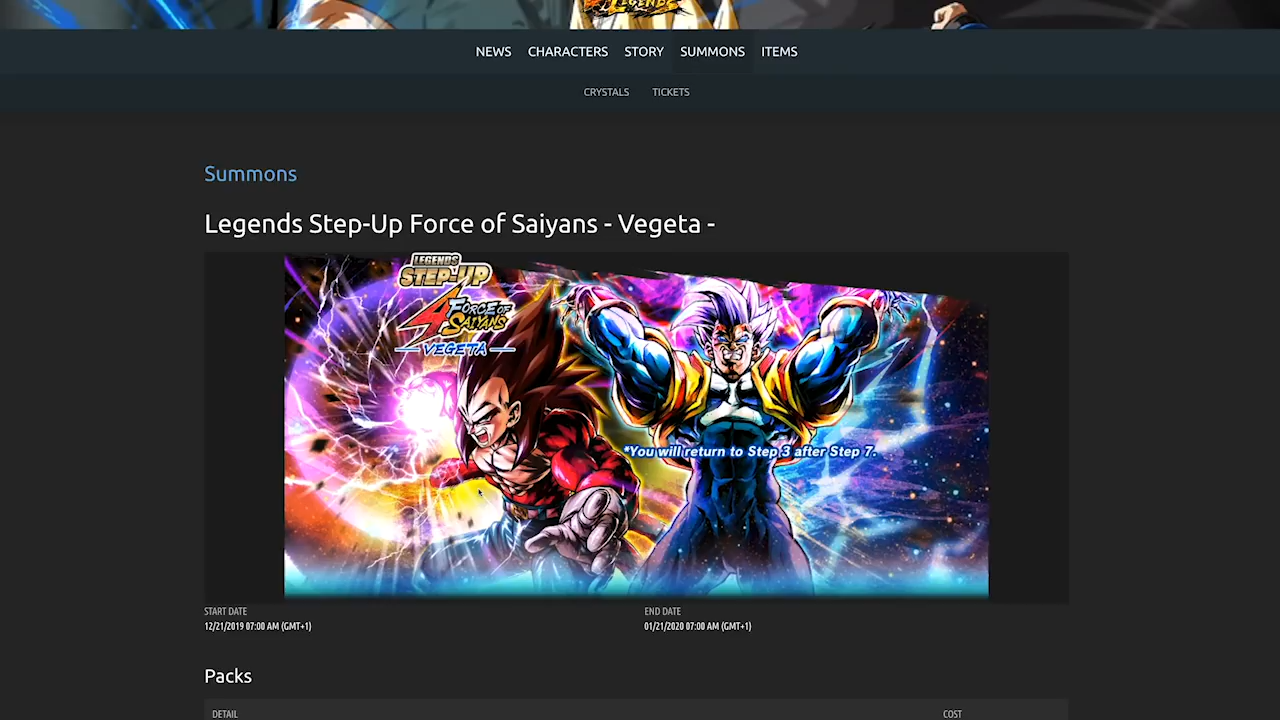 LEGENDS
NEWS CHARACTERS STORY SUMMONS ITEMS
CRYSTALS TICKETS
Summons
Legends Step-Up Force of Saiyans - Vegeta -
LEGENDS
STEP-UP
4 FORCE OF
SAIYANS
VEGETA
*You will return to Step 3 after Step 7.
START DATE END DATE
12/21/2019 07:00 AM (GMT+1) 01/21/2020 07:00 AM (GMT+1)
Packs
DETAIL COST